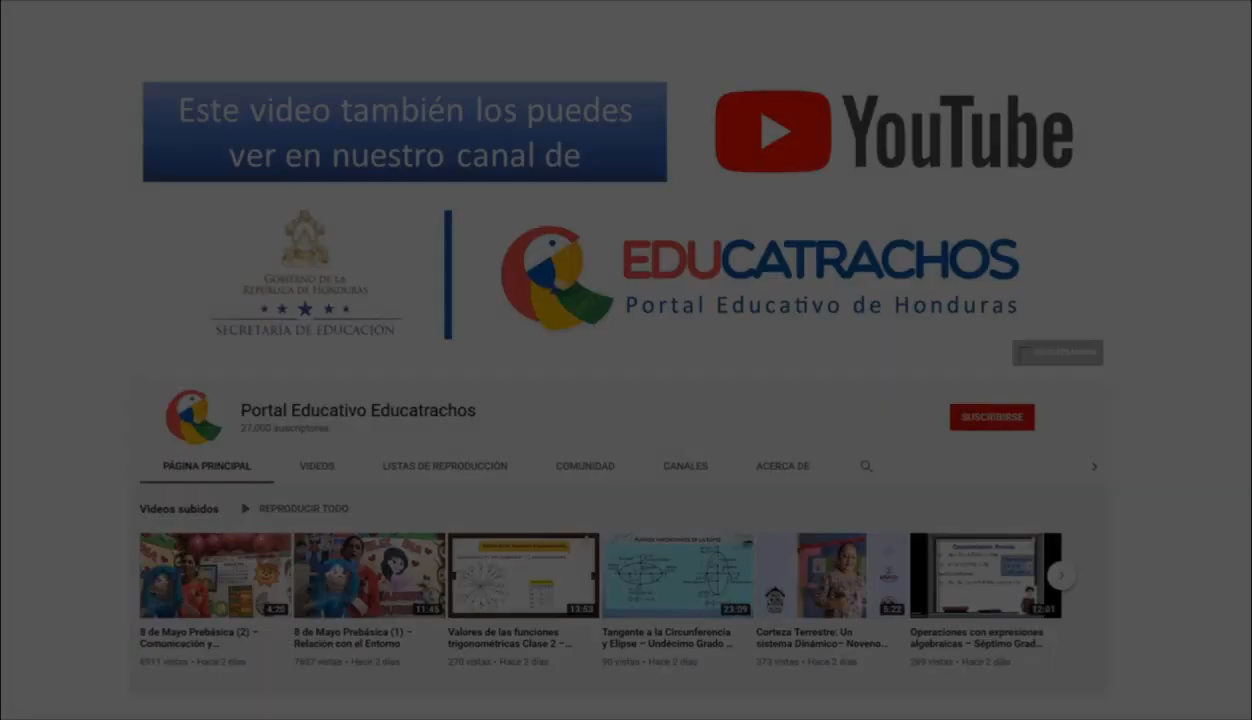 Este video también los puedes
ver en nuestro canal de
YouTube
GOBIERNO DE LA
REPÚBLICA DE HONDURAS
SECRETARÍA DE EDUCACIÓN
EDUCATRACHOS
Portal Educativo de Honduras
Portal Educativo Educatrachos
27,000 suscriptores
SUSCRIBIRSE
PÁGINA PRINCIPAL
VIDEOS
LISTAS DE REPRODUCCIÓN
COMUNIDAD
CANALES
ACERCA DE
Videos subidos
REPRODUCIR TODO
4:20
11:45
13:53
23:09
5:22
12:01
8 de Mayo Prebásica (2) –
Comunicación y...
6911 vistas • Hace 2 días
8 de Mayo Prebásica (1) –
Relación con el Entorno
7657 vistas • Hace 2 días
Valores de las funciones
trigonométricas Clase 2 –...
270 vistas • Hace 2 días
Tangente a la Circunferencia
y Elipse – Undécimo Grado ...
90 vistas • Hace 2 días
Corteza Terrestre: Un
sistema Dinámico– Noveno...
373 vistas • Hace 2 días
Operaciones con expresiones
algebraicas – Séptimo Grad...
269 vistas • Hace 2 días